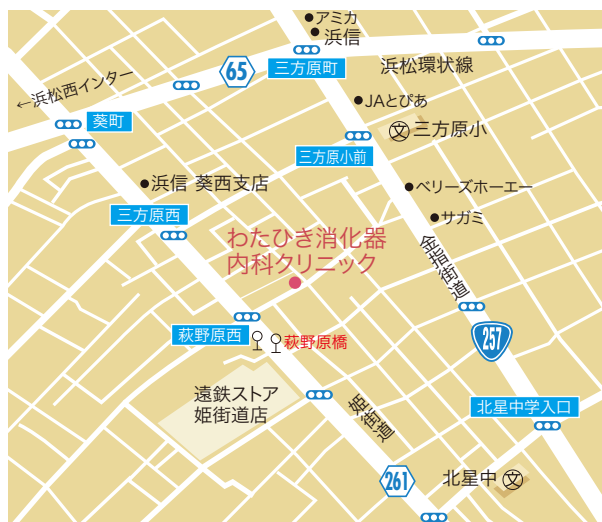 アミカ
浜信
65
三方原町
浜松環状線
←浜松西インター
JAとぴあ
葵町
文
三方原小
三方原小前
浜信 葵西支店
ベリーズホーエー
三方原西
サガミ
わたひき消化器
内科クリニック
金指街道
萩野原西
萩野原橋
257
遠鉄ストア
姫街道店
姫街道
北星中学入口
261
北星中
文